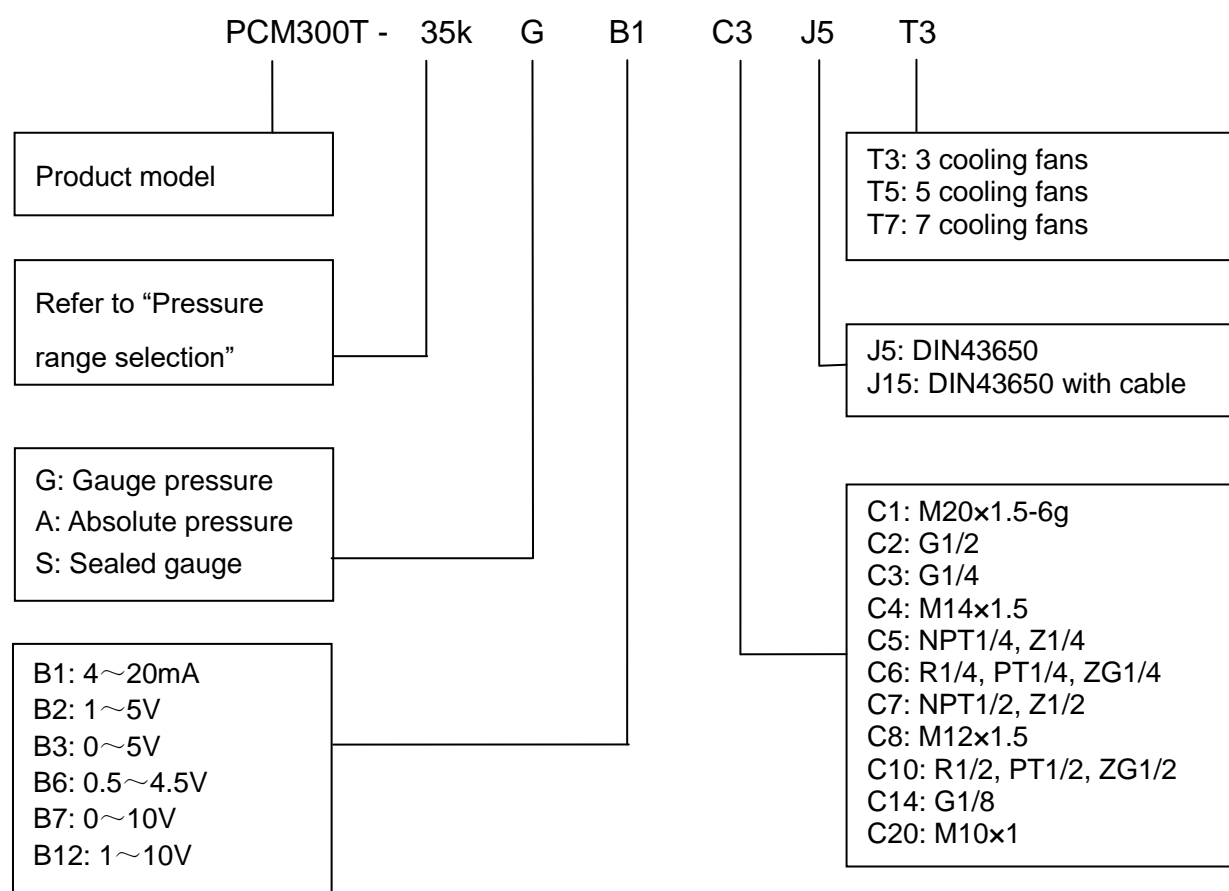 PCM300T - 35k G B1 C3 J5 T3
Product model
Refer to “Pressure
range selection”
G: Gauge pressure
A: Absolute pressure
S: Sealed gauge
B1: 4～20mA
B2: 1～5V
B3: 0～5V
B6: 0.5～4.5V
B7: 0～10V
B12: 1～10V
T3: 3 cooling fans
T5: 5 cooling fans
T7: 7 cooling fans
J5: DIN43650
J15: DIN43650 with cable
C1: M20×1.5-6g
C2: G1/2
C3: G1/4
C4: M14×1.5
C5: NPT1/4, Z1/4
C6: R1/4, PT1/4, ZG1/4
C7: NPT1/2, Z1/2
C8: M12×1.5
C10: R1/2, PT1/2, ZG1/2
C14: G1/8
C20: M10×1